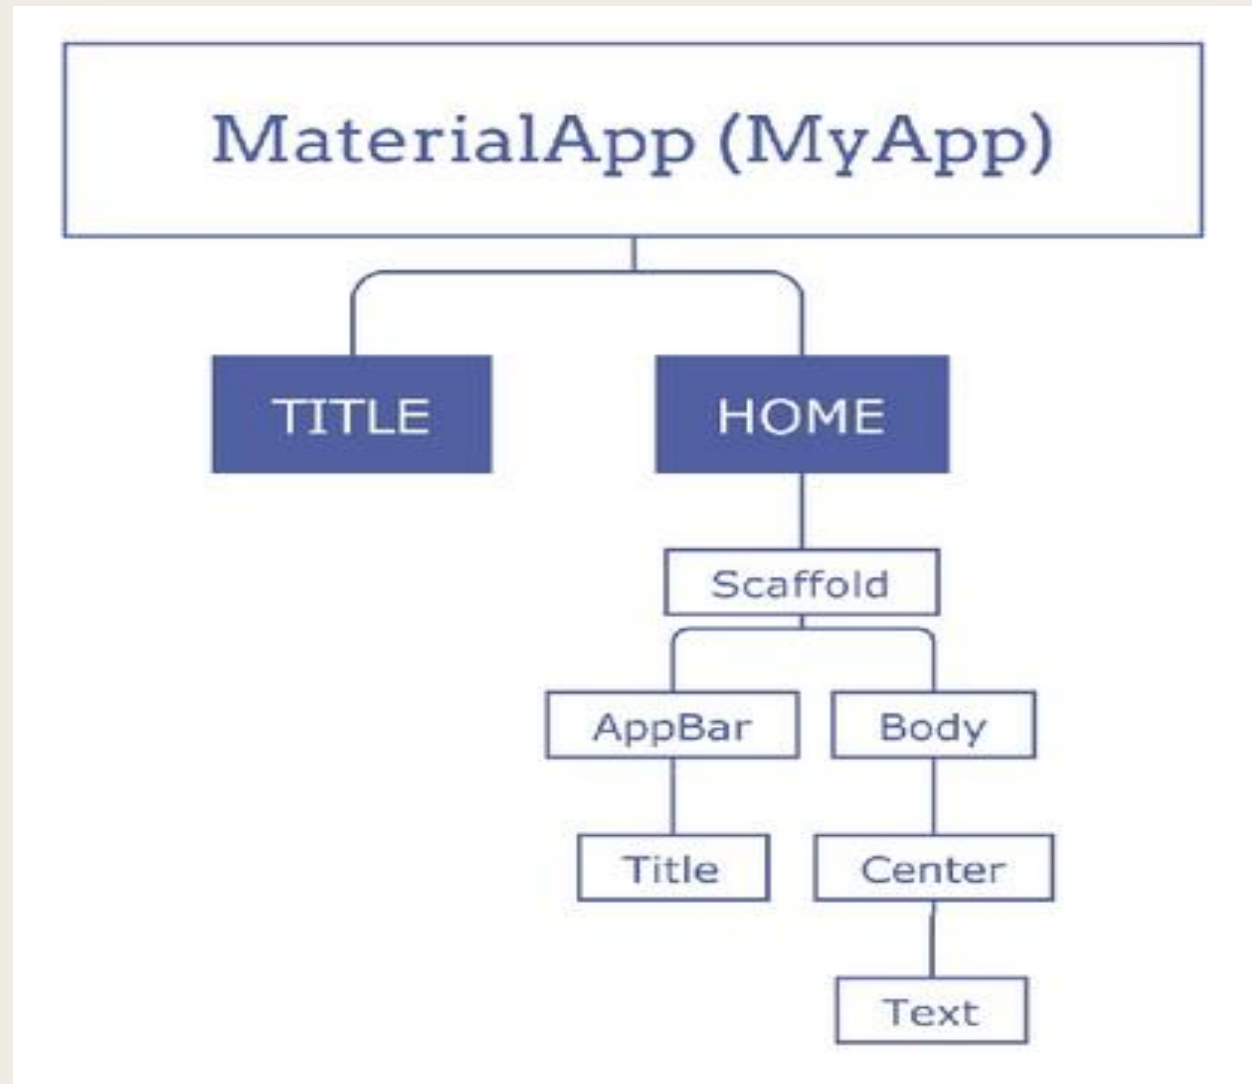 MaterialApp (MyApp)
TITLE
HOME
Scaffold
AppBar
Body
Title
Center
Text